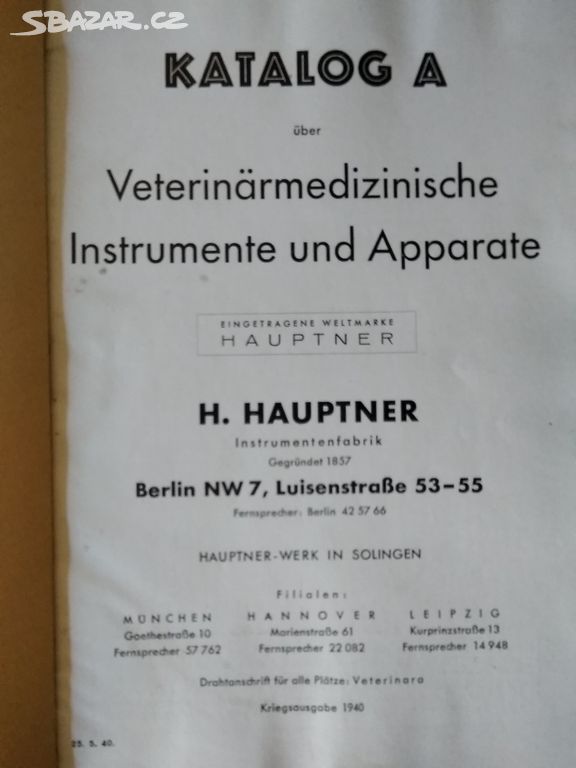 SBAZAR.CZ
KATALOG A
über
Veterinärmedizinische
Instrumente und Apparate
EINGETRAGENE WELTMARKE
HAUPTNER
H. HAUPTNER
Instrumentenfabrik
Gegründet 1857
Berlin NW 7, Luisenstraße 53-55
Fernsprecher: Berlin 42 57 66
HAUPTNER-WERK IN SOLINGEN
Filialen:
MÜNCHEN HANNOVER LEIPZIG
Goethestraße 10 Marienstraße 61 Kurprinzstraße 13
Fernsprecher 57 762 Fernsprecher 22 082 Fernsprecher 14 948
Drahtanschrift für alle Plätze: Veterinara
Kriegsausgabe 1940
25. 5. 40.